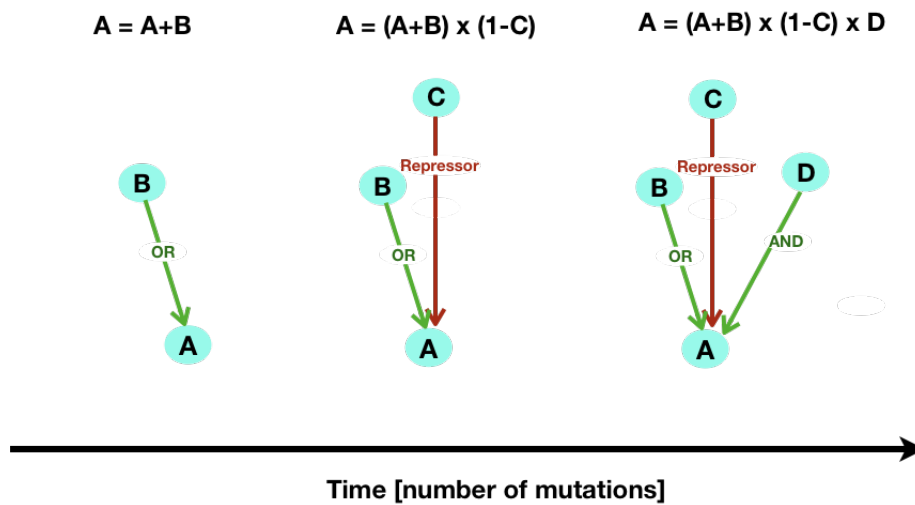 A = A+B
A = (A+B) x (1-C)
A = (A+B) x (1-C) x D
B
OR
A
C
Repressor
B
OR
A
C
Repressor
B
D
OR
AND
A
Time [number of mutations]